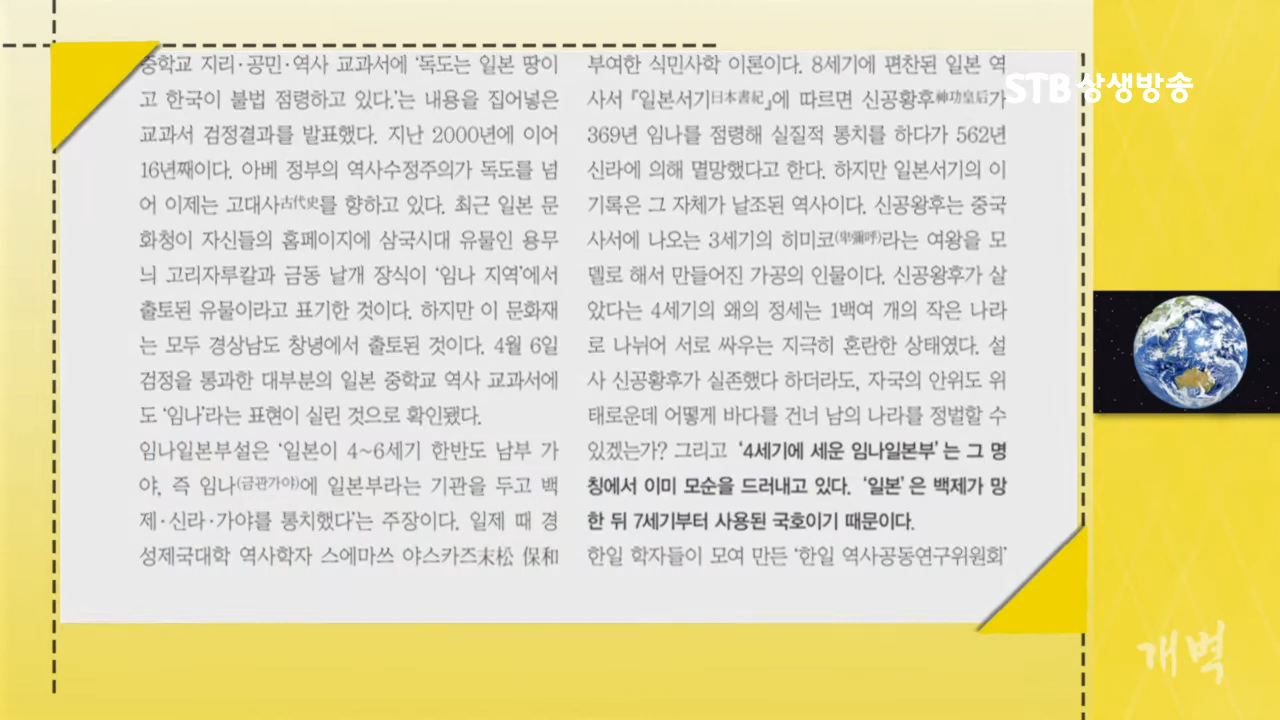 중학교 지리·공민·역사 교과서에 '독도는 일본 땅이
고 한국이 불법 점령하고 있다.'는 내용을 집어넣은
교과서 검정결과를 발표했다. 지난 2000년에 이어
16년째이다. 아베 정부의 역사수정주의가 독도를 넘
어 이제는 고대사古代史를 향하고 있다. 최근 일본 문
화청이 자신들의 홈페이지에 삼국시대 유물인 용무
늬 고리자루칼과 금동 날개 장식이 '임나 지역'에서
출토된 유물이라고 표기한 것이다. 하지만 이 문화재
는 모두 경상남도 창녕에서 출토된 것이다. 4월 6일
검정을 통과한 대부분의 일본 중학교 역사 교과서에
도 '임나'라는 표현이 실린 것으로 확인됐다.
임나일본부설은 '일본이 4~6세기 한반도 남부 가
야, 즉 임나(금관가야)에 일본부라는 기관을 두고 백
제·신라·가야를 통치했다'는 주장이다. 일제 때 경
성제국대학 역사학자 스에마쓰 야스카즈末松 保和
부여한 식민사학 이론이다. 8세기에 편찬된 일본 역
사서 『일본서기日本書紀』에 따르면 신공황후神功皇后가
369년 임나를 점령해 실질적 통치를 하다가 562년
신라에 의해 멸망했다고 한다. 하지만 일본서기의 이
기록은 그 자체가 날조된 역사이다. 신공왕후는 중국
사서에 나오는 3세기의 히미코(卑彌呼)라는 여왕을 모
델로 해서 만들어진 가공의 인물이다. 신공왕후가 살
았다는 4세기의 왜의 정세는 1백여 개의 작은 나라
로 나뉘어 서로 싸우는 지극히 혼란한 상태였다. 설
사 신공황후가 실존했다 하더라도, 자국의 안위도 위
태로운데 어떻게 바다를 건너 남의 나라를 정벌할 수
있겠는가? 그리고 '4세기에 세운 임나일본부'는 그 명
칭에서 이미 모순을 드러내고 있다. '일본'은 백제가 망
한 뒤 7세기부터 사용된 국호이기 때문이다.
한일 학자들이 모여 만든 '한일 역사공동연구위원회'
STB상생방송
개벽